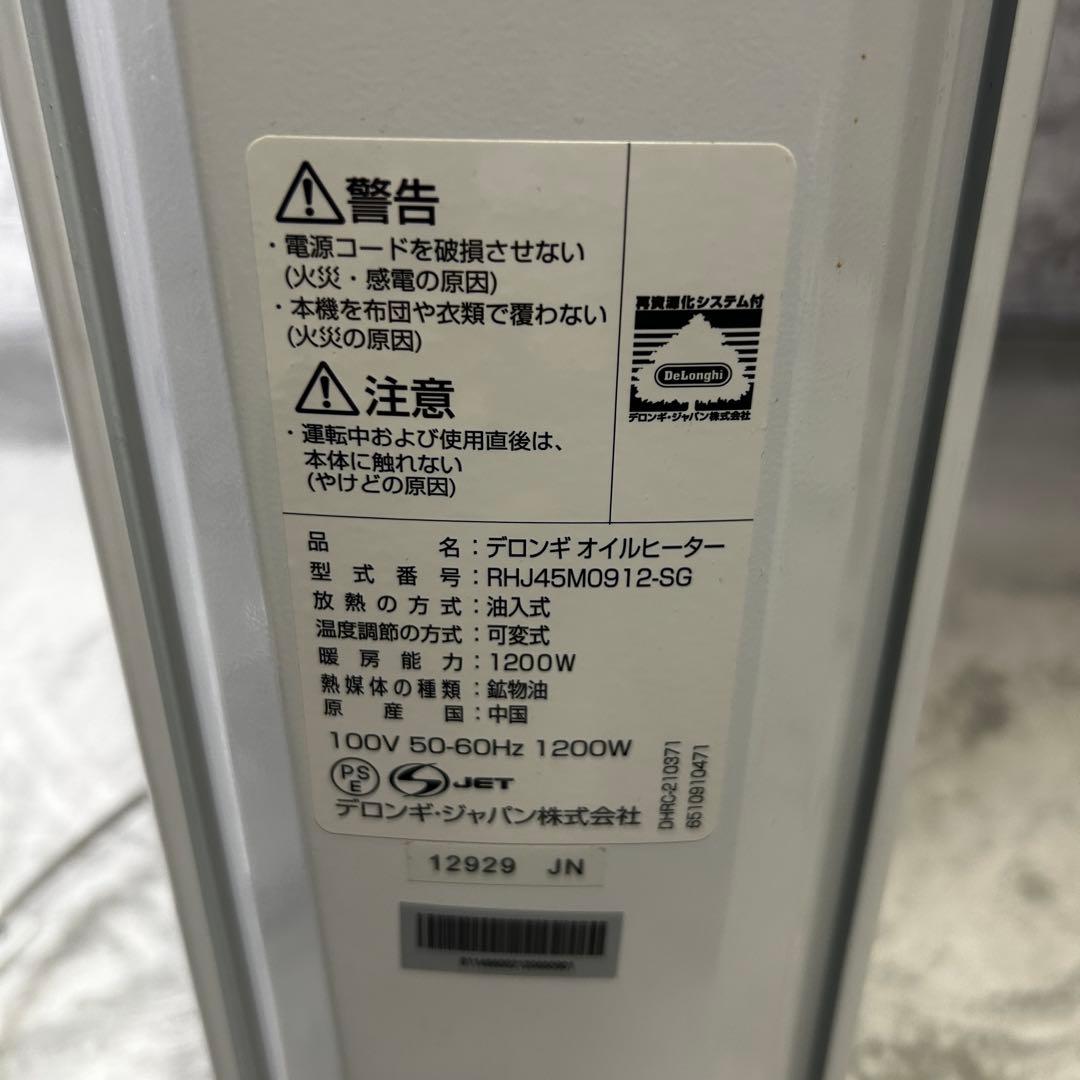 警告
・電源コードを破損させない
(火災・感電の原因)
・本機を布団や衣類で覆わない
(火災の原因)
注意
・運転中および使用直後は、
本体に触れない
(やけどの原因)
再資源化システム付
DeLonghi
デロンギ・ジャパン株式会社
品名：デロンギ オイルヒーター
型式番号：RHJ45M0912-SG
放熱の方式：油入式
温度調節の方式：可変式
暖房能力：1200W
熱媒体の種類：鉱物油
原産国：中国
100V 50-60Hz 1200W
PSE JET
デロンギ・ジャパン株式会社
DHRC-210371
6510910471
12929 JN